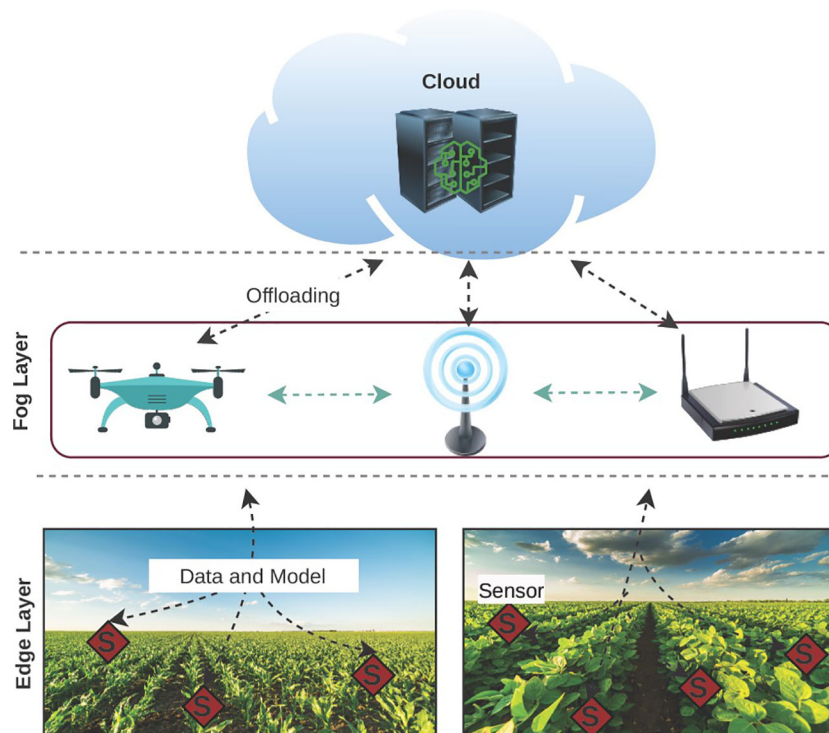 Cloud
Offloading
Fog Layer
Data and Model
Sensor
S
S
S
S
S
S
S
Edge Layer